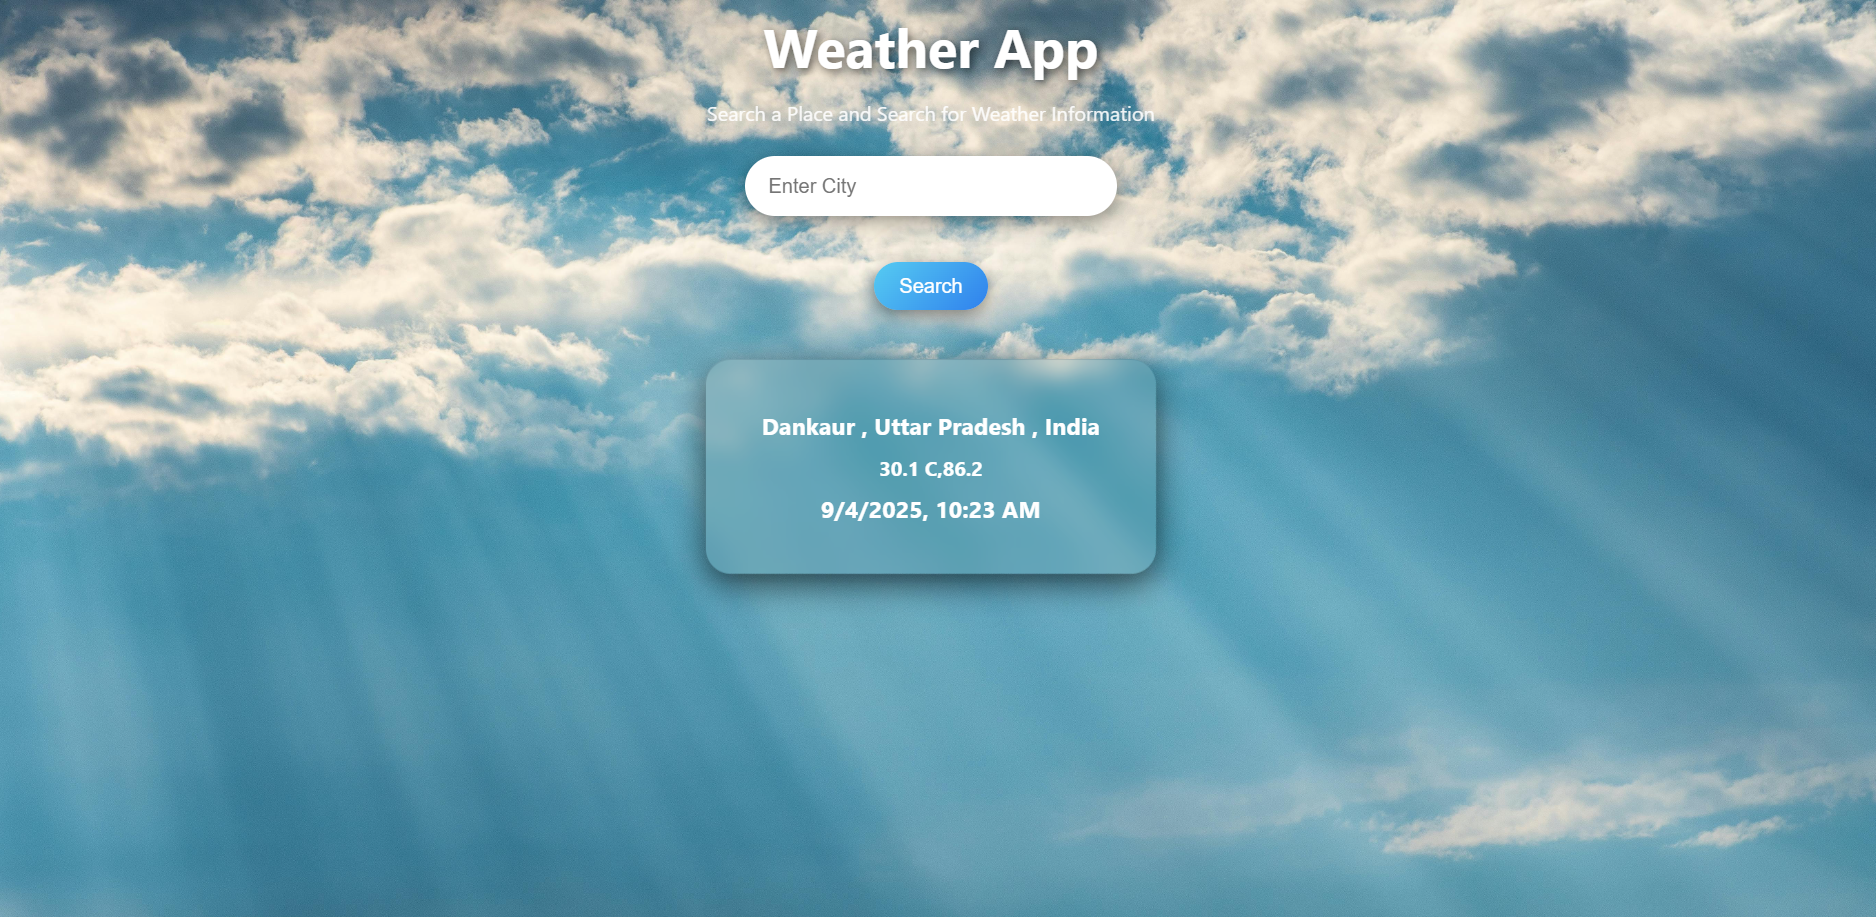 Weather App
Search a Place and Search for Weather Information
Enter City
Search
Dankaur , Uttar Pradesh , India
30.1 C,86.2
9/4/2025, 10:23 AM